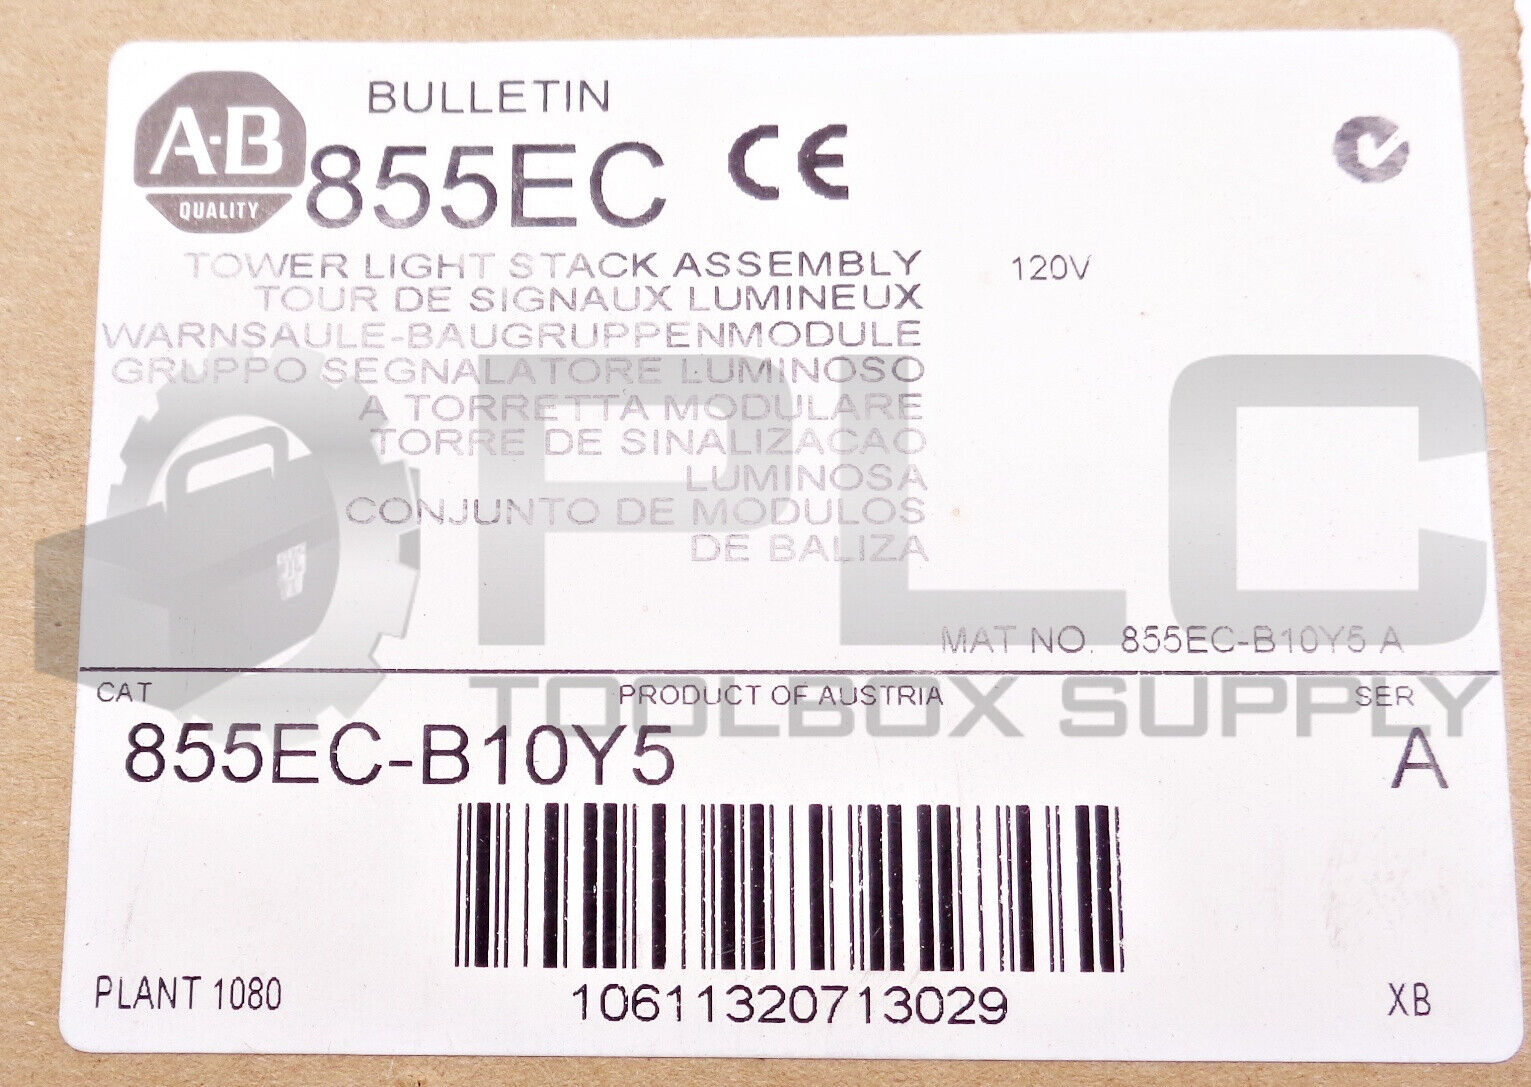 A-B
QUALITY
BULLETIN
855EC CE
TOWER LIGHT STACK ASSEMBLY 120V
TOUR DE SIGNAUX LUMINEUX
WARNSAULE-BAUGRUPPENMODULE
GRUPPO SEGNALATORE LUMINOSO
A TORRETTA MODULARE
TORRE DE SINALIZACAO
LUMINOSA
CONJUNTO DE MODULOS
DE BALIZA
PLC
TOOLBOX SUPPLY
MAT NO. 855EC-B10Y5 A
CAT PRODUCT OF AUSTRIA SER
855EC-B10Y5 A
10611320713029
PLANT 1080 XB